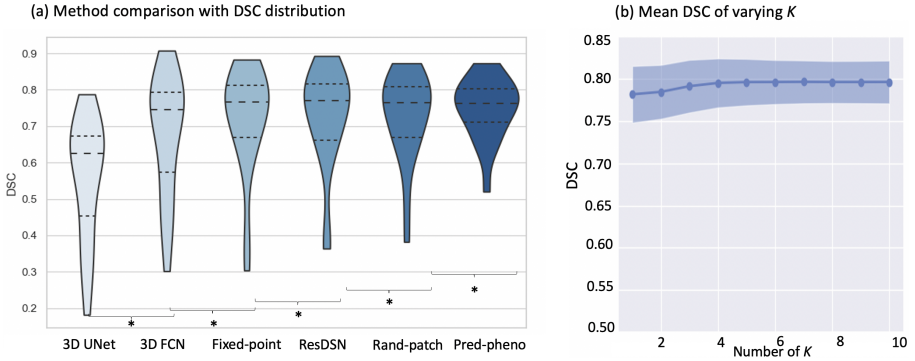 (a) Method comparison with DSC distribution
DSC
0.9
0.8
0.7
0.6
0.5
0.4
0.3
0.2
* * * * *
3D UNet 3D FCN Fixed-point ResDSN Rand-patch Pred-pheno
(b) Mean DSC of varying K
DSC
0.85
0.80
0.75
0.70
0.65
0.60
0.55
0.50
2 4 6 8 10
Number of K